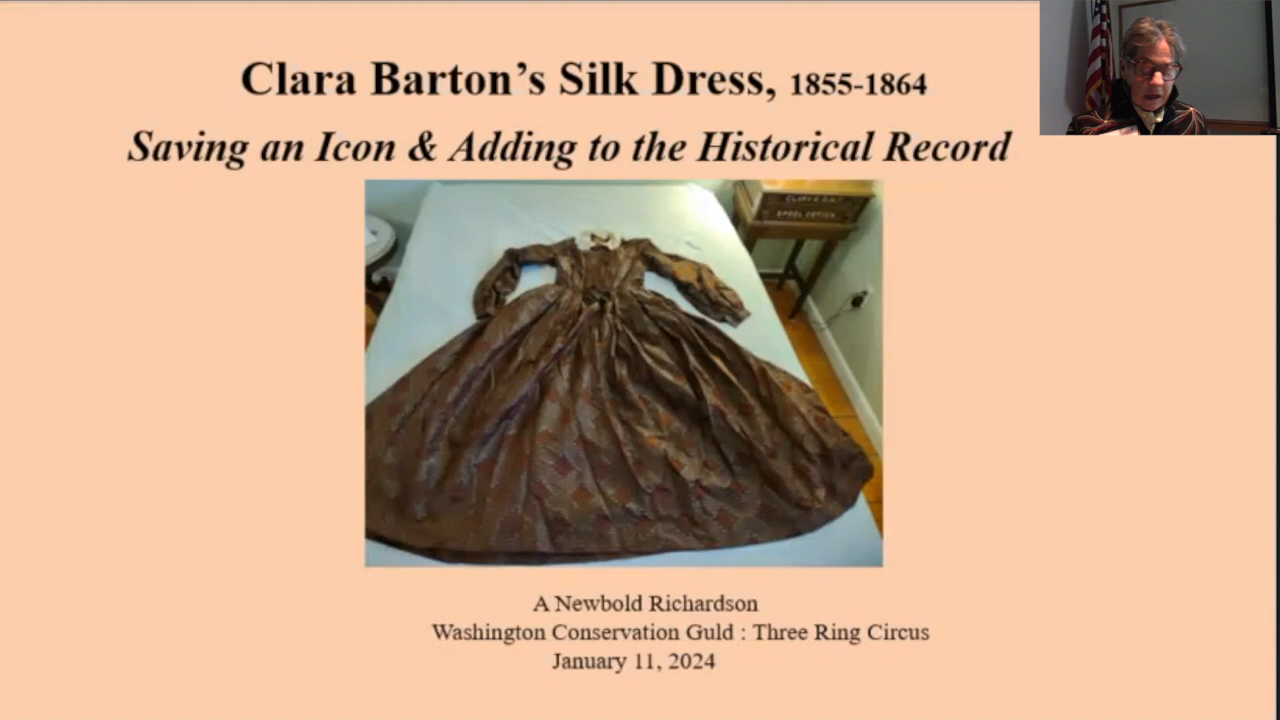 Clara Barton's Silk Dress, 1855-1864
Saving an Icon & Adding to the Historical Record
A Newbold Richardson
Washington Conservation Guld : Three Ring Circus
January 11, 2024